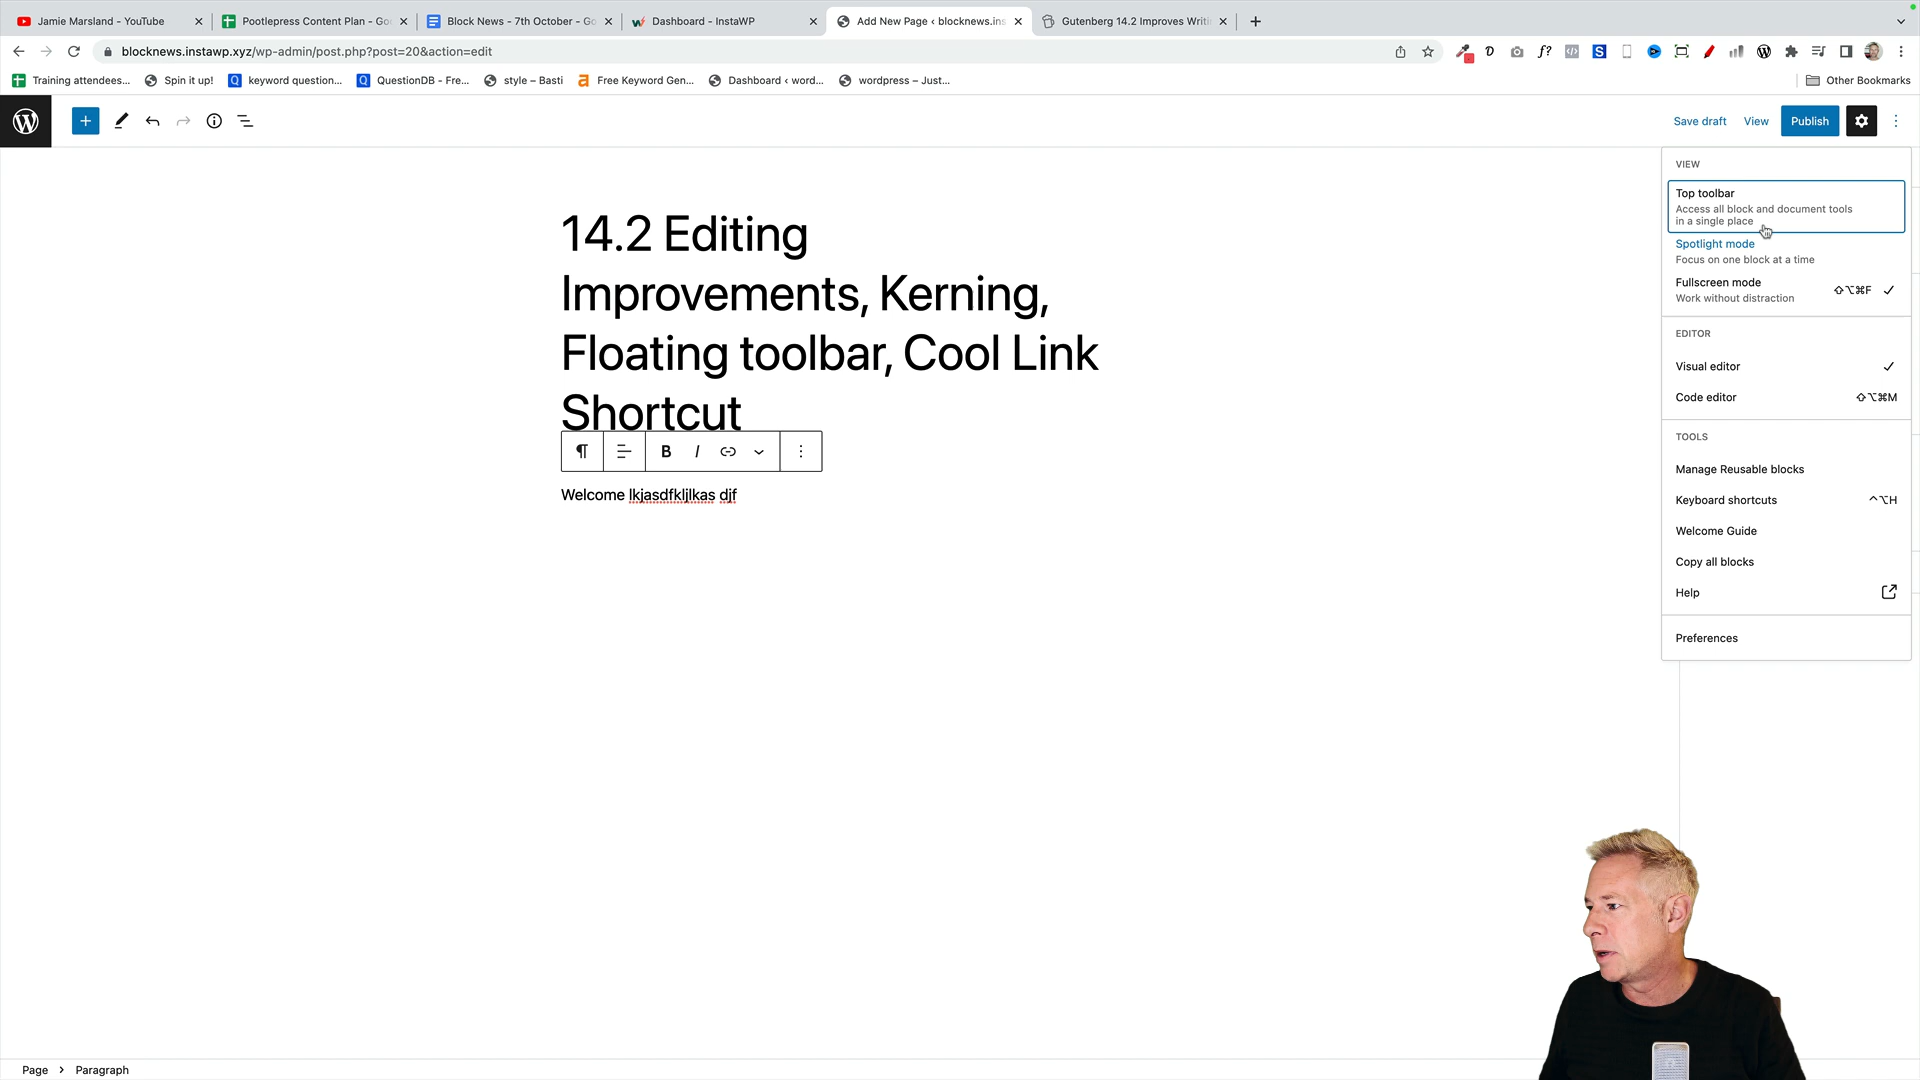 Jamie Marsland - YouTube
Pootlepress Content Plan - Go
Block News - 7th October - Go
Dashboard - InstaWP
Add New Page ‹ blocknews.ins
Gutenberg 14.2 Improves Writi
blocknews.instawp.xyz/wp-admin/post.php?post=20&action=edit
Training attendees...
Spin it up!
keyword question...
QuestionDB - Fre...
style – Basti
Free Keyword Gen...
Dashboard ‹ word...
wordpress – Just...
Other Bookmarks
Save draft
View
Publish
14.2 Editing
Improvements, Kerning,
Floating toolbar, Cool Link
Shortcut
B
I
Welcome lkjasdfkljlkas djf
VIEW
Top toolbar
Access all block and document tools
in a single place
Spotlight mode
Focus on one block at a time
Fullscreen mode ⇧⌥⌘F
Work without distraction
EDITOR
Visual editor
Code editor ⇧⌥⌘M
TOOLS
Manage Reusable blocks
Keyboard shortcuts ^⌥H
Welcome Guide
Copy all blocks
Help
Preferences
Page > Paragraph